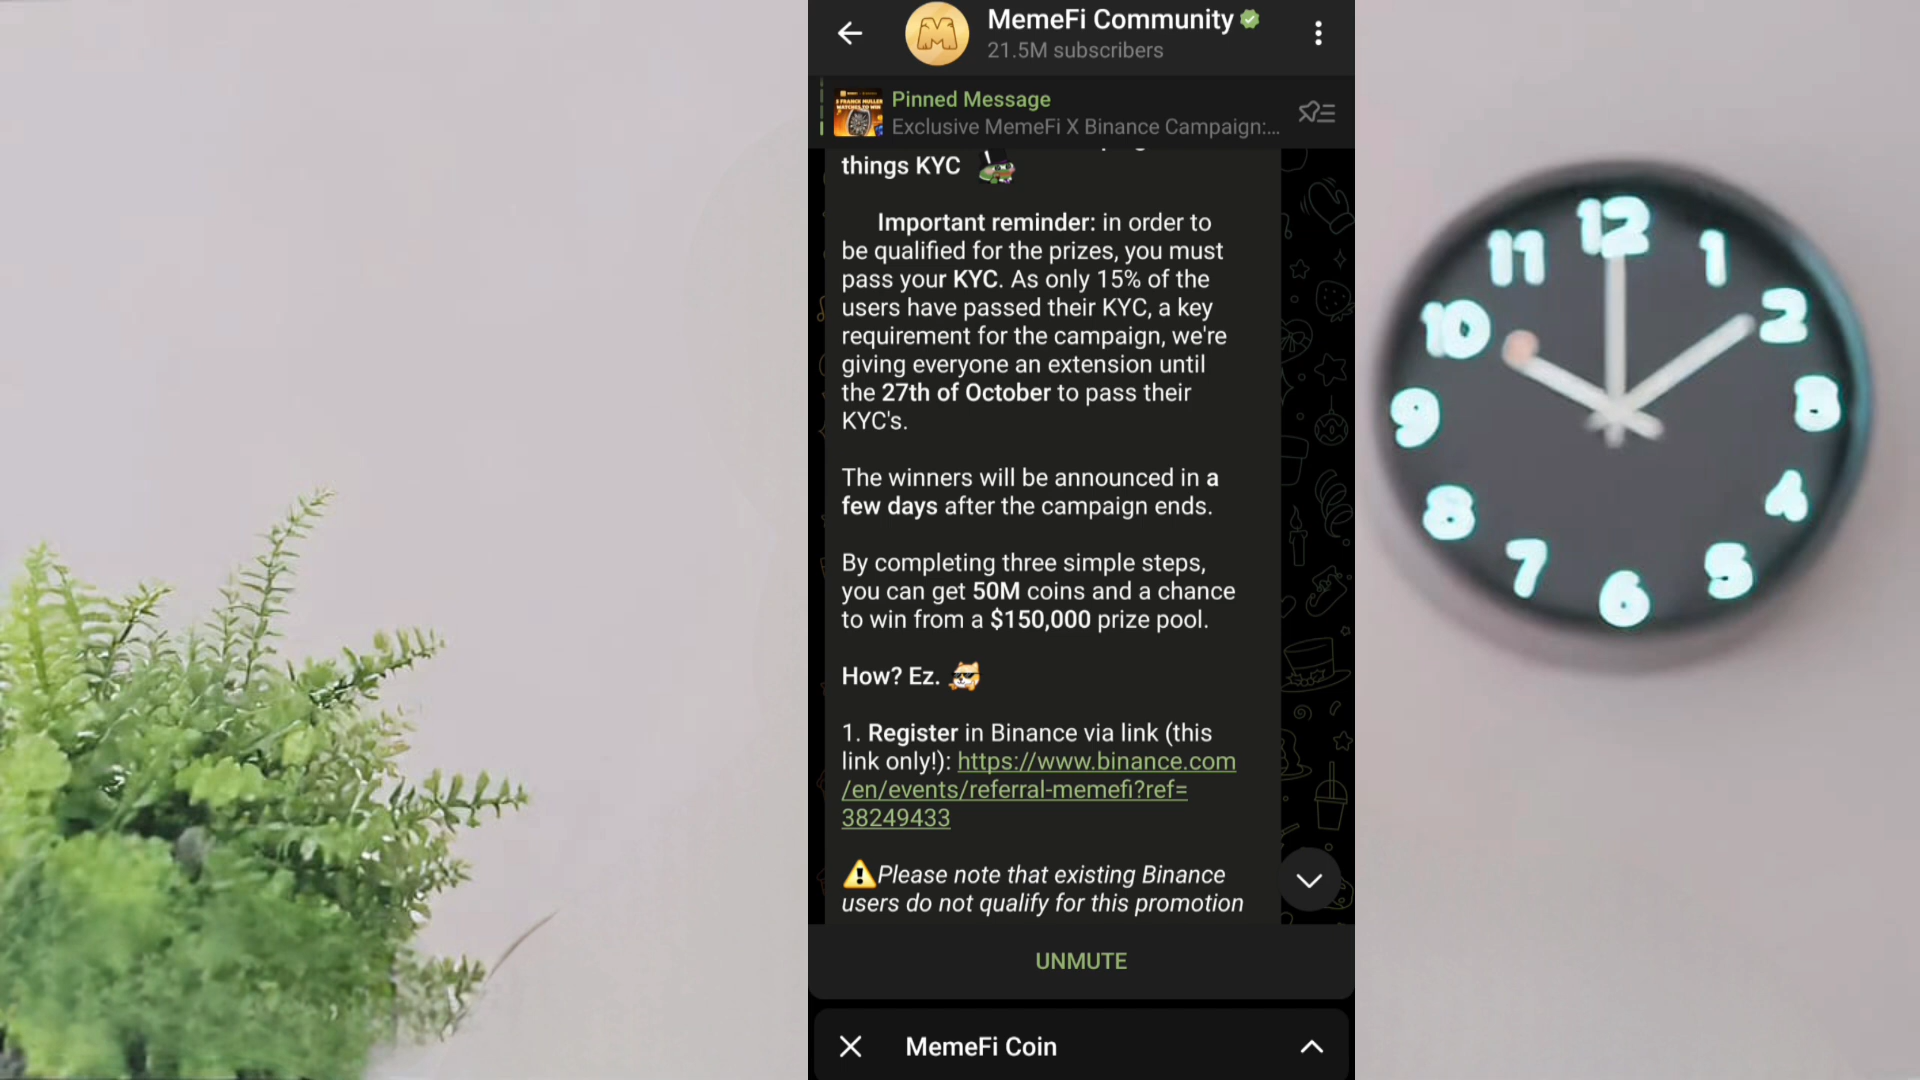 MemeFi Community
21.5M subscribers
Pinned Message
Exclusive MemeFi X Binance Campaign:...
things KYC
Important reminder: in order to
be qualified for the prizes, you must
pass your KYC. As only 15% of the
users have passed their KYC, a key
requirement for the campaign, we're
giving everyone an extension until
the 27th of October to pass their
KYC's.
The winners will be announced in a
few days after the campaign ends.
By completing three simple steps,
you can get 50M coins and a chance
to win from a $150,000 prize pool.
How? Ez.
1. Register in Binance via link (this
link only!): https://www.binance.com
/en/events/referral-memefi?ref=
38249433
⚠️Please note that existing Binance
users do not qualify for this promotion
UNMUTE
MemeFi Coin
12
1
2
3
4
5
6
7
8
9
10
11